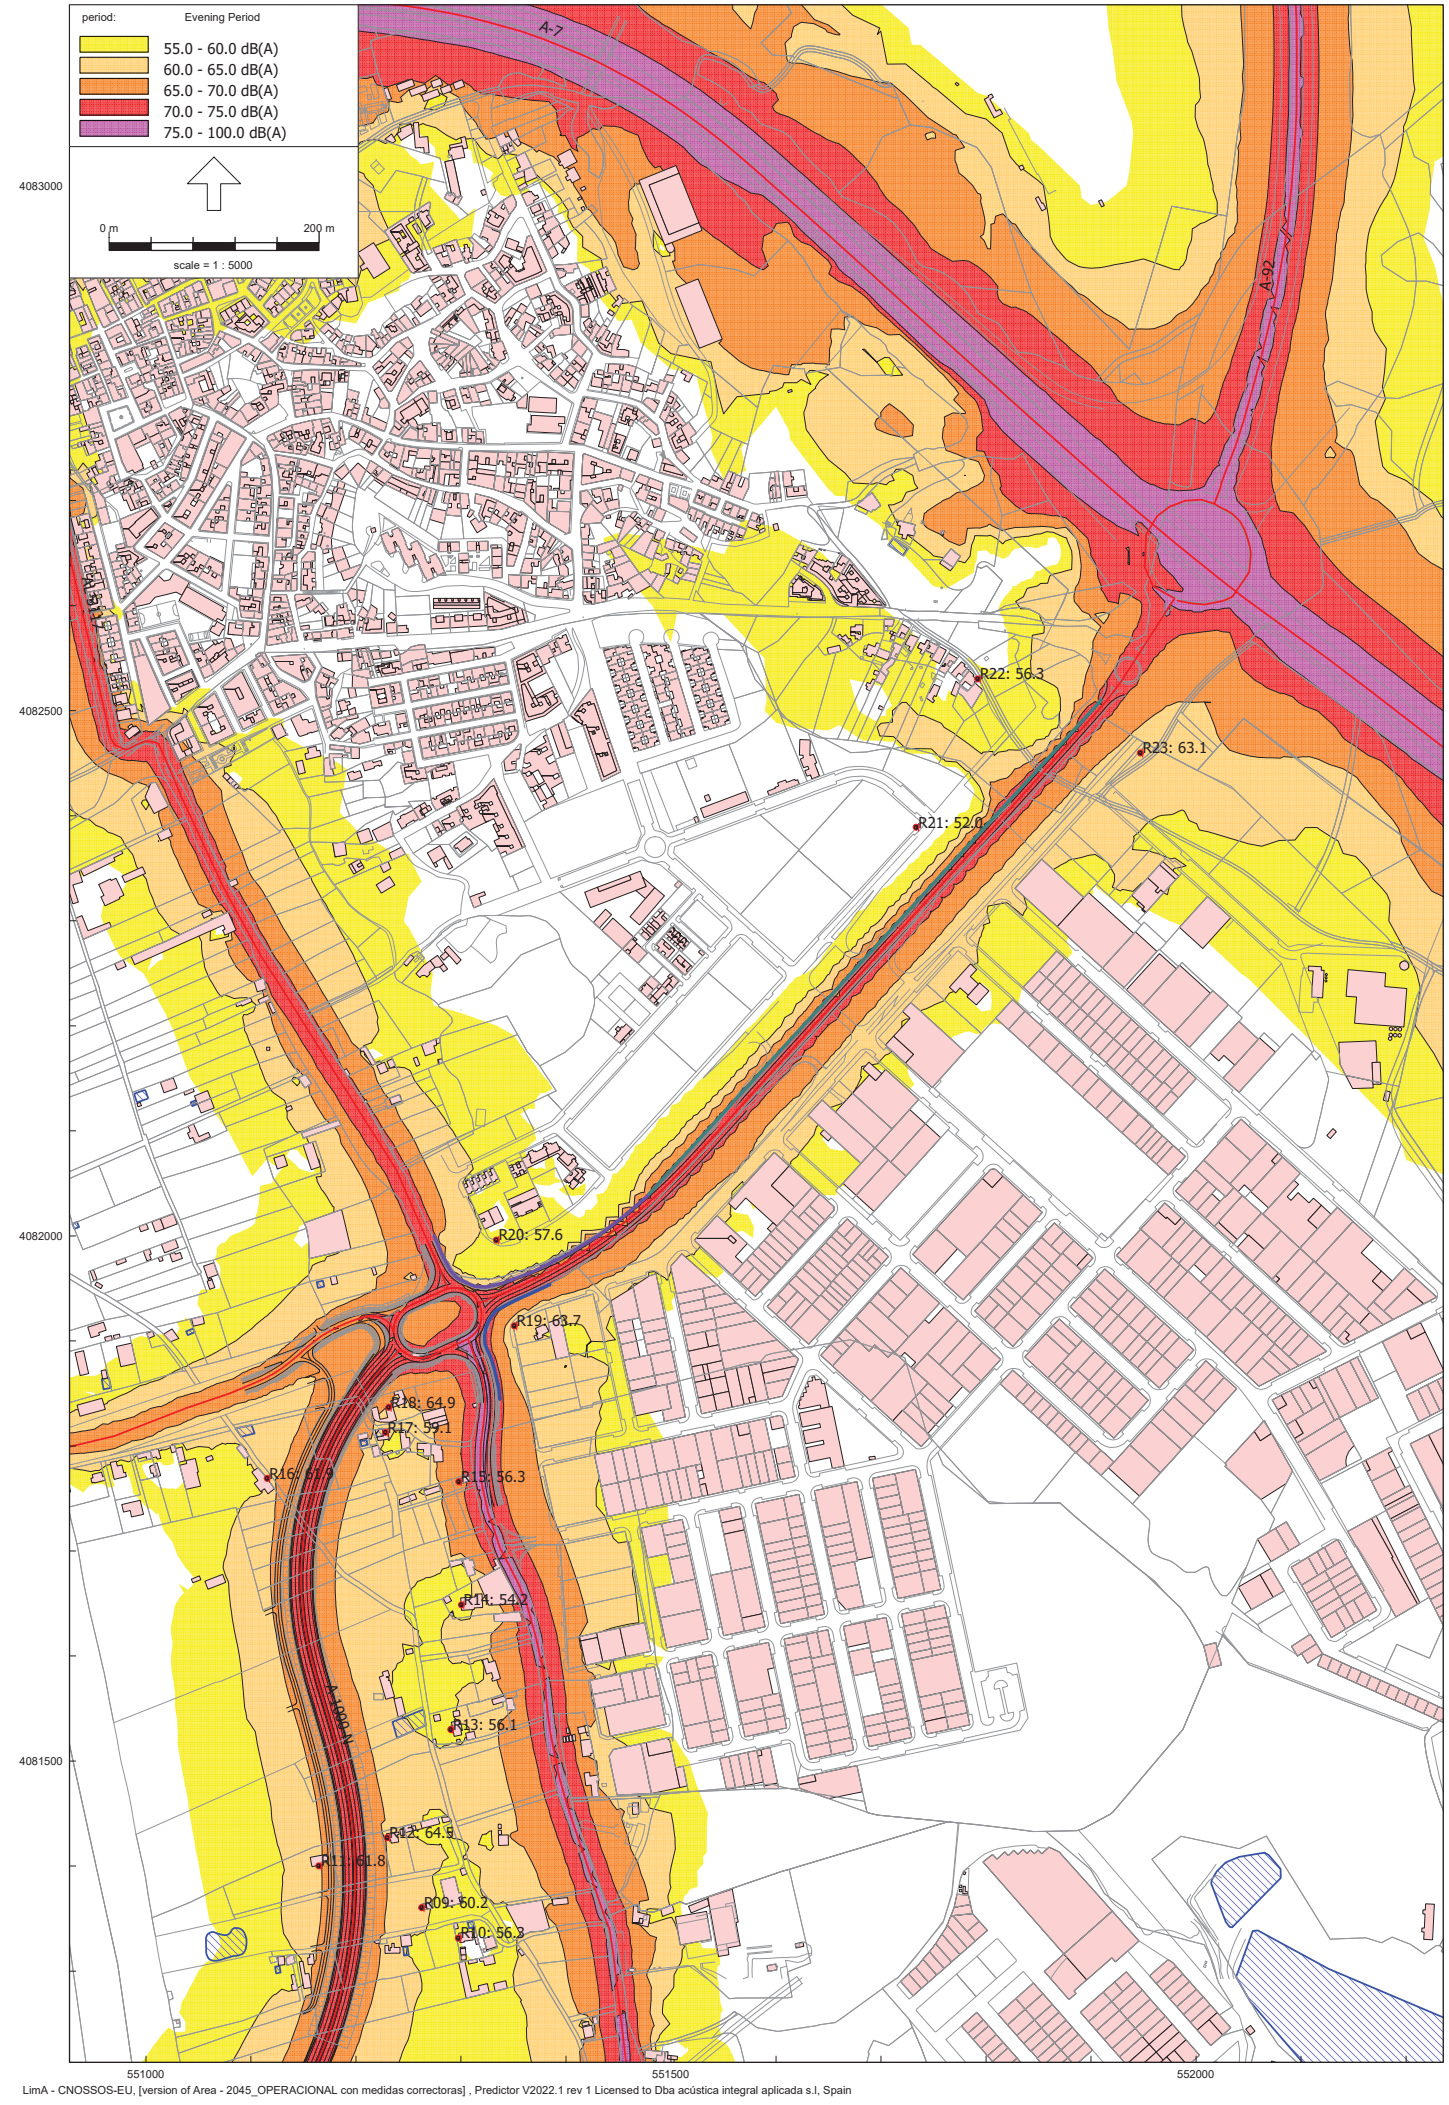 period: Evening Period
55.0 - 60.0 dB(A)
60.0 - 65.0 dB(A)
65.0 - 70.0 dB(A)
70.0 - 75.0 dB(A)
75.0 - 100.0 dB(A)
0 m 200 m
scale = 1 : 5000
A-7
A-92
4083000
4082500
4082000
4081500
R22: 56.3
R23: 63.1
R21: 52.0
R20: 57.6
R19: 63.7
R18: 64.9
R17: 59.1
R16: 61.9
R15: 56.3
R14: 54.2
A-1000-N
R13: 56.1
R12: 64.5
R11: 61.8
R09: 60.2
R10: 56.3
551000 551500 552000
LimA - CNOSSOS-EU, [version of Area - 2045_OPERACIONAL con medidas correctoras] , Predictor V2022.1 rev 1 Licensed to Dba acústica integral aplicada s.l, Spain